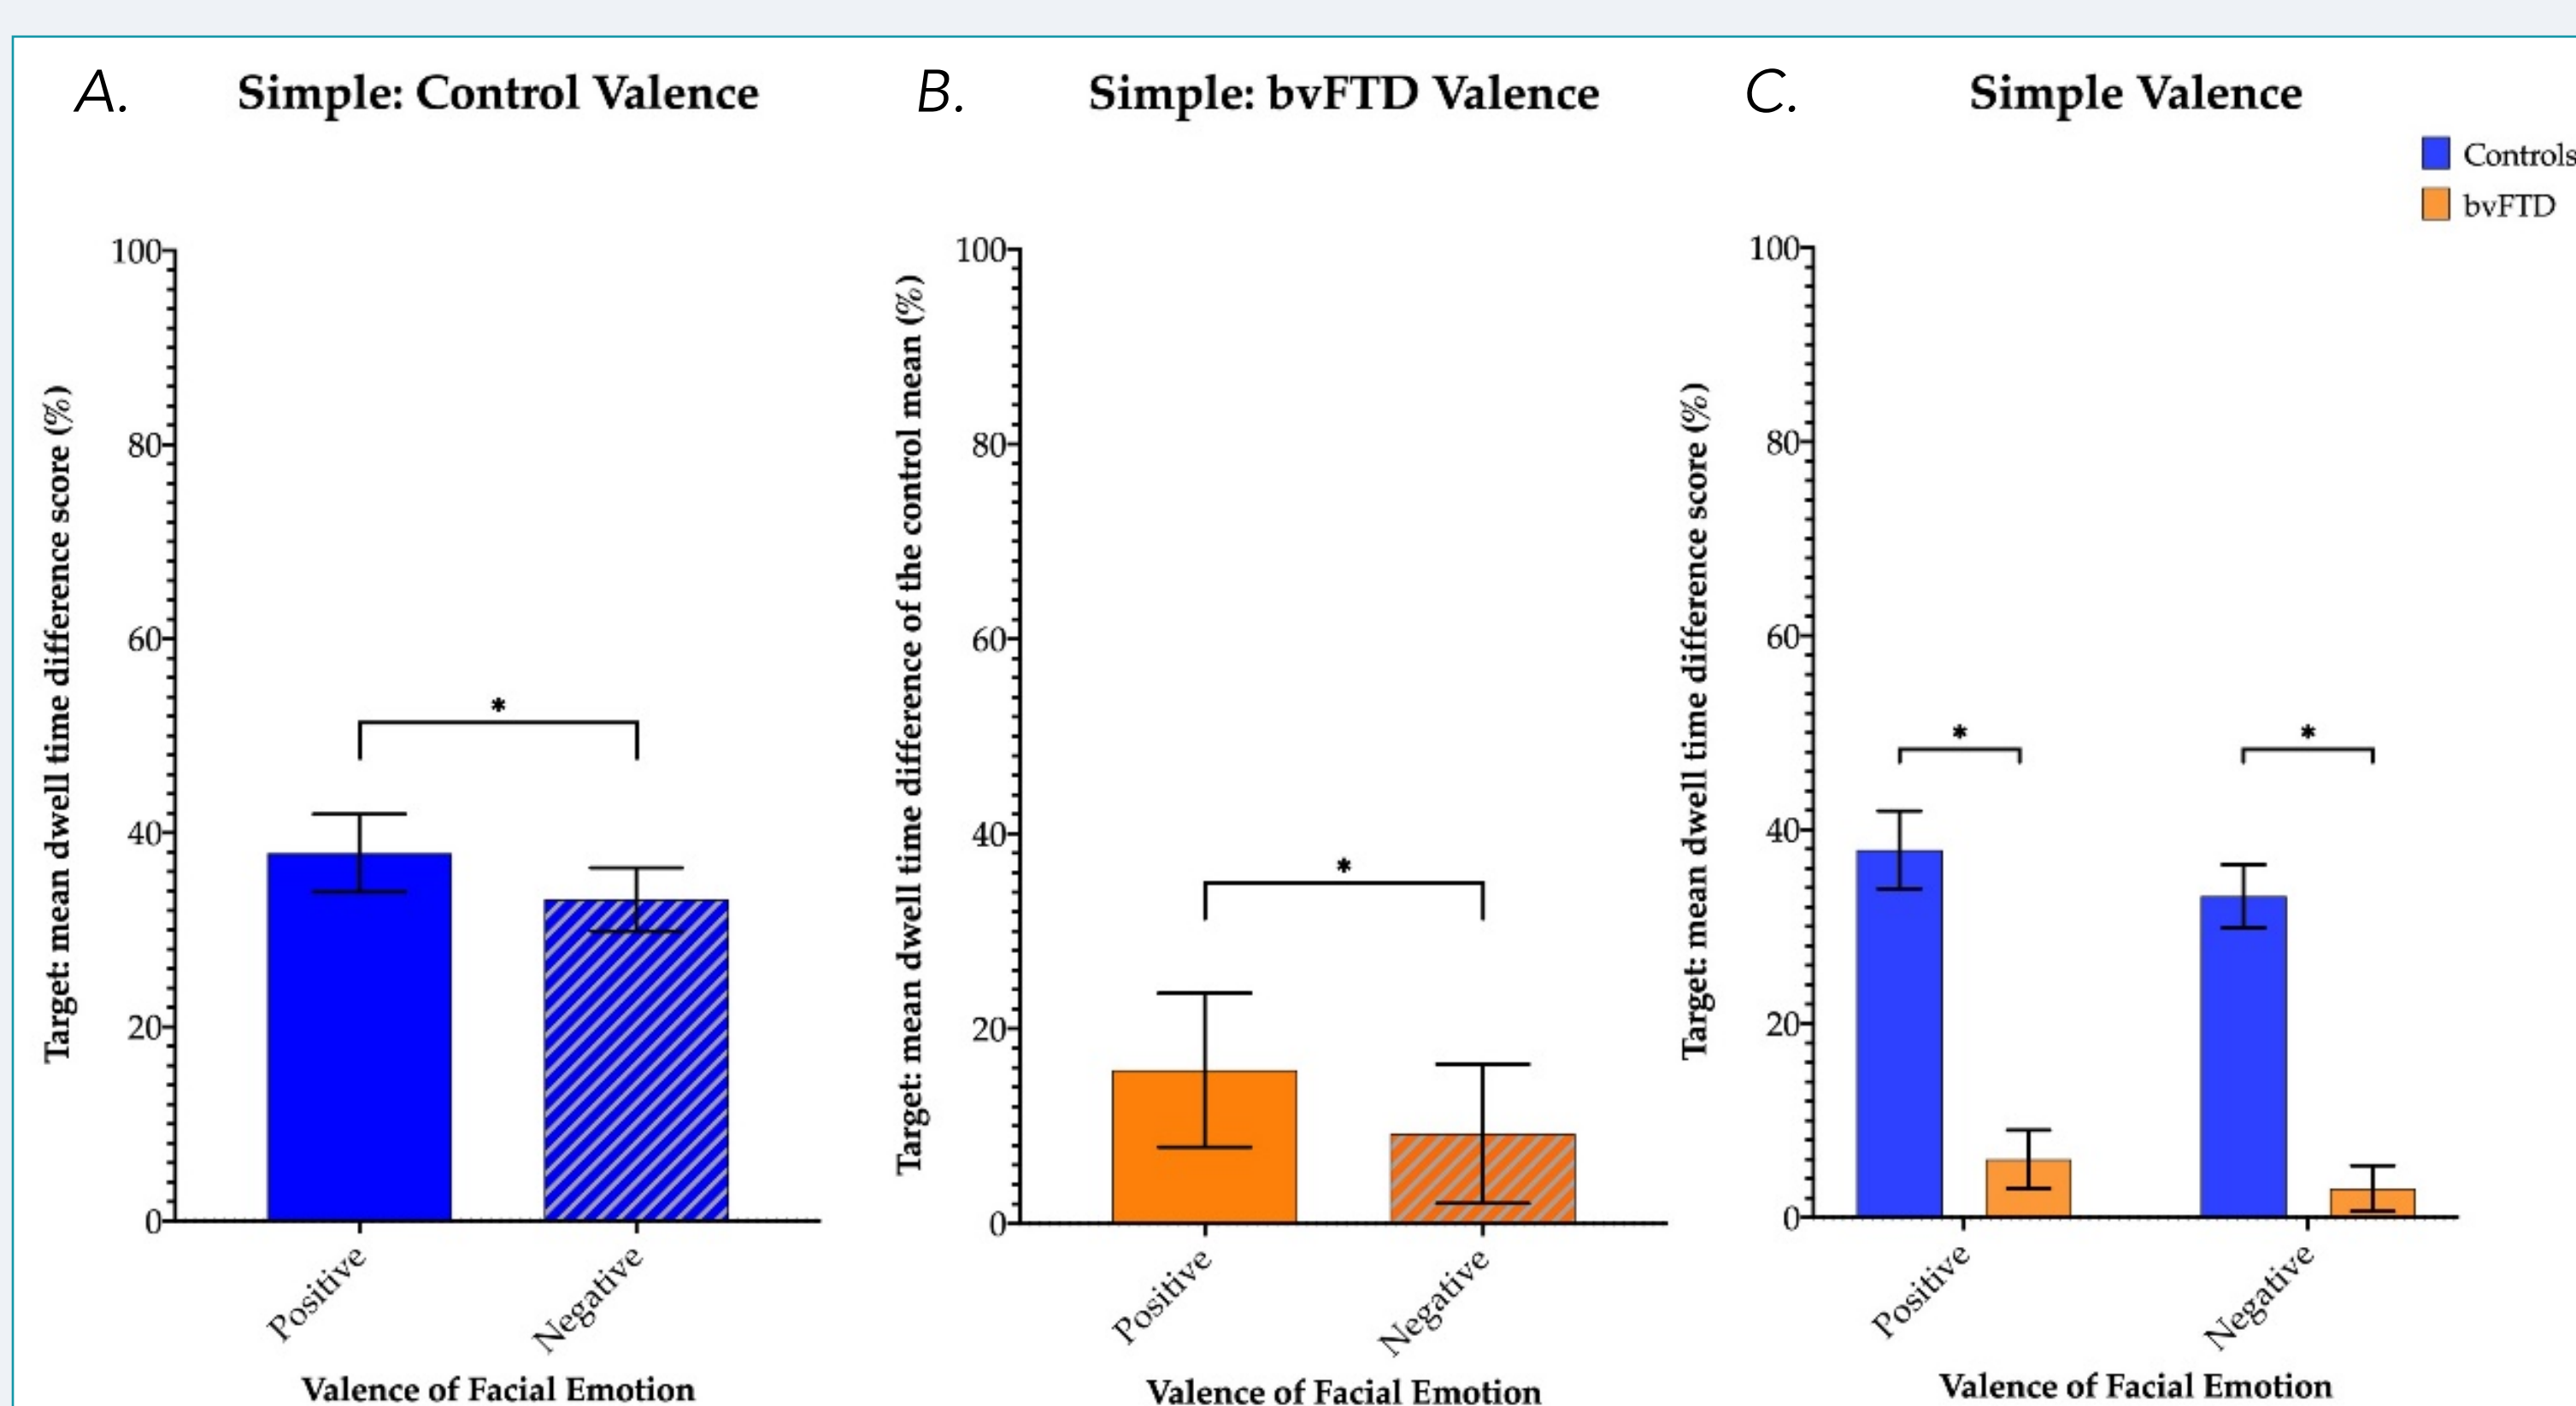 A.
Simple: Control Valence
Target: mean dwell time difference score (%)
100
80
60
40
20
0
*
Positive
Negative
Valence of Facial Emotion
B.
Simple: bvFTD Valence
Target: mean dwell time difference of the control mean (%)
100
80
60
40
20
0
*
Positive
Negative
Valence of Facial Emotion
C.
Simple Valence
Controls
bvFTD
Target: mean dwell time difference score (%)
100
80
60
40
20
0
*
*
Positive
Negative
Valence of Facial Emotion